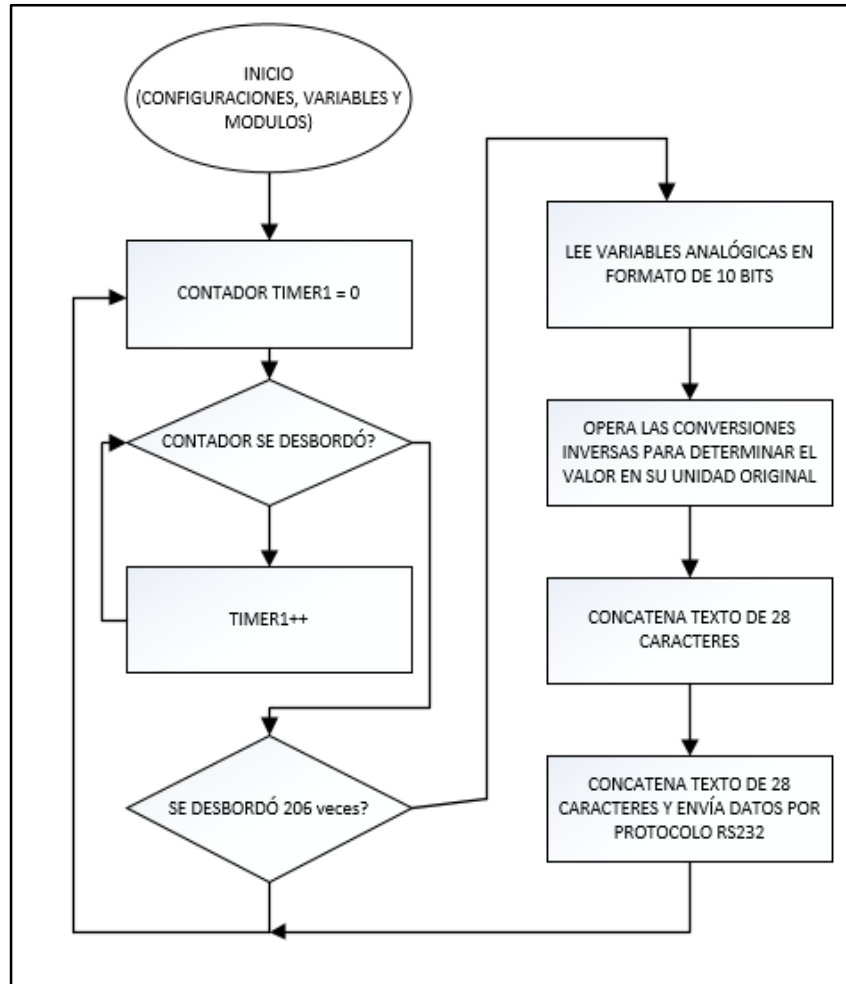 INICIO
(CONFIGURACIONES, VARIABLES Y
MODULOS)
CONTADOR TIMER1 = 0
CONTADOR SE DESBORDÓ?
TIMER1++
SE DESBORDÓ 206 veces?
LEE VARIABLES ANALÓGICAS EN
FORMATO DE 10 BITS
OPERA LAS CONVERSIONES
INVERSAS PARA DETERMINAR EL
VALOR EN SU UNIDAD ORIGINAL
CONCATENA TEXTO DE 28
CARACTERES
CONCATENA TEXTO DE 28
CARACTERES Y ENVÍA DATOS POR
PROTOCOLO RS232